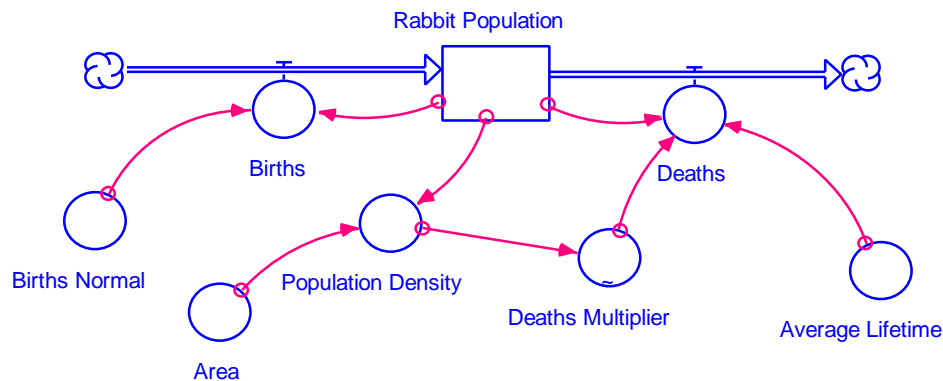 Rabbit Population
Births
Deaths
Births Normal
Population Density
Deaths Multiplier
Average Lifetime
Area
~